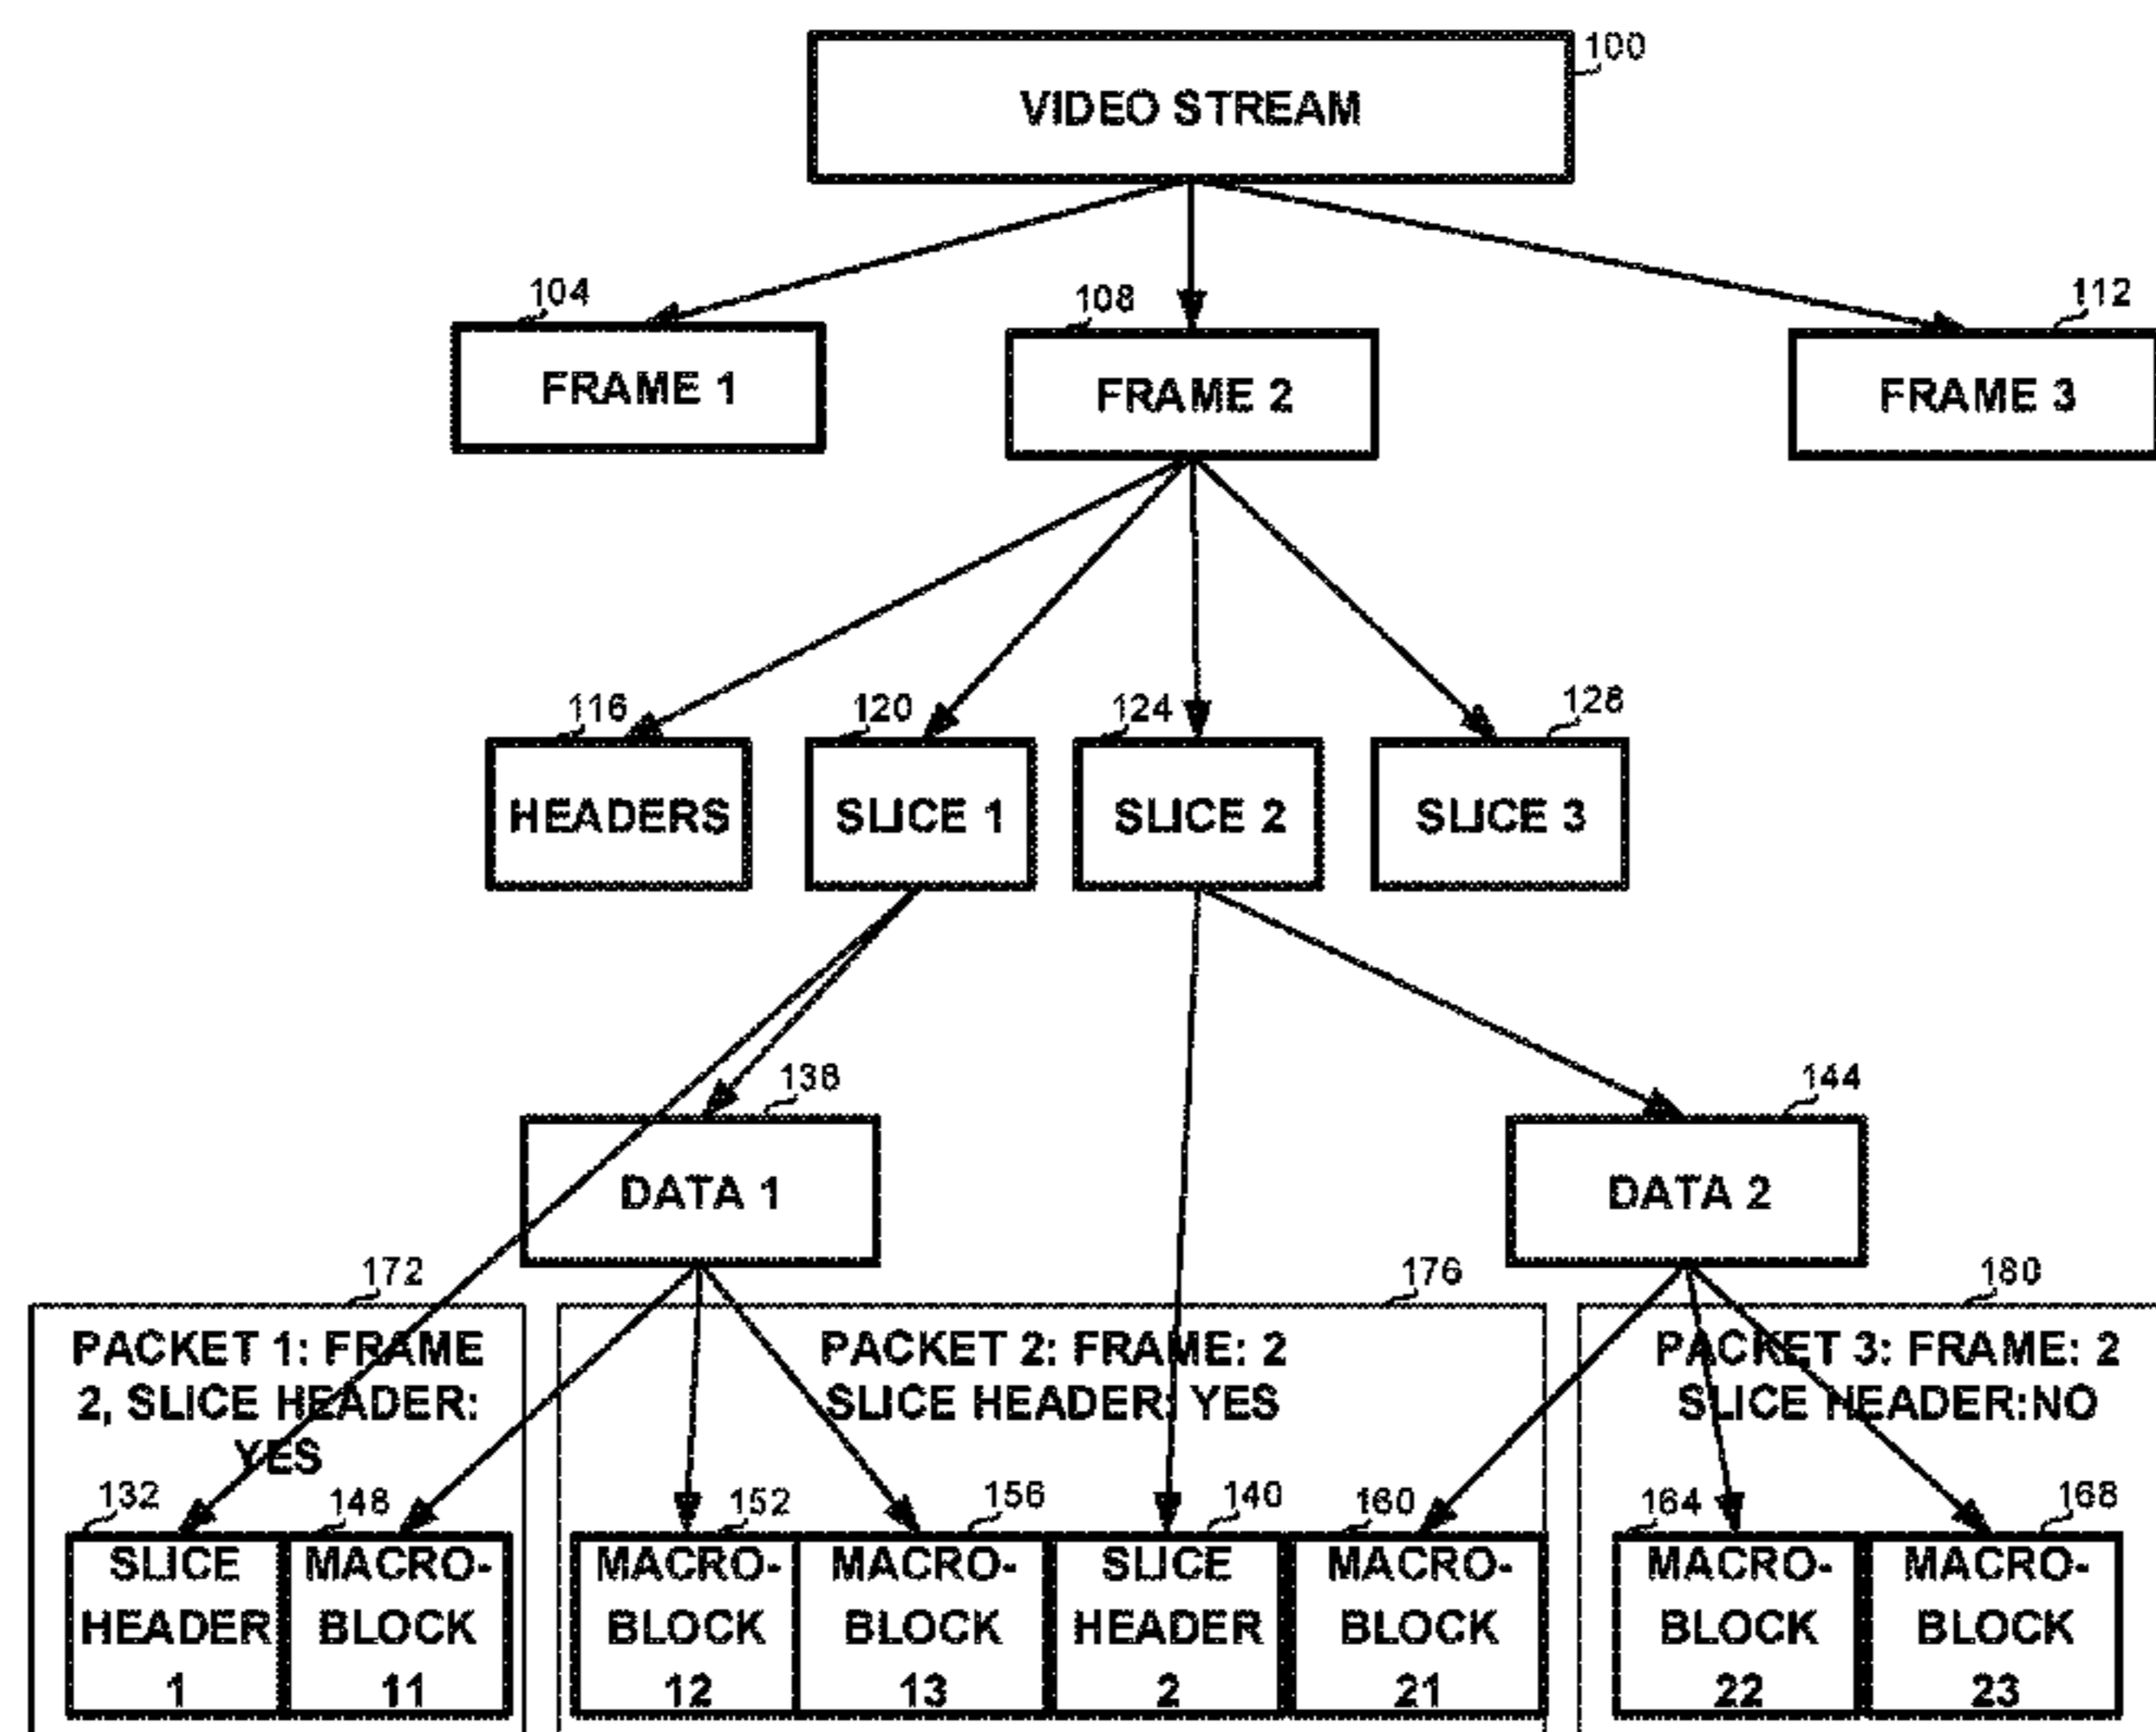 100
VIDEO STREAM
104
108
112
FRAME 1
FRAME 2
FRAME 3
116
120
124
128
HEADERS
SLICE 1
SLICE 2
SLICE 3
138
144
DATA 1
DATA 2
172
176
180
PACKET 1: FRAME
2, SLICE HEADER:
YES
PACKET 2: FRAME: 2
SLICE HEADER: YES
PACKET 3: FRAME: 2
SLICE HEADER:NO
132
148
152
156
140
160
164
168
SLICE
HEADER
1
MACRO-
BLOCK
11
MACRO-
BLOCK
12
MACRO-
BLOCK
13
SLICE
HEADER
2
MACRO-
BLOCK
21
MACRO-
BLOCK
22
MACRO-
BLOCK
23